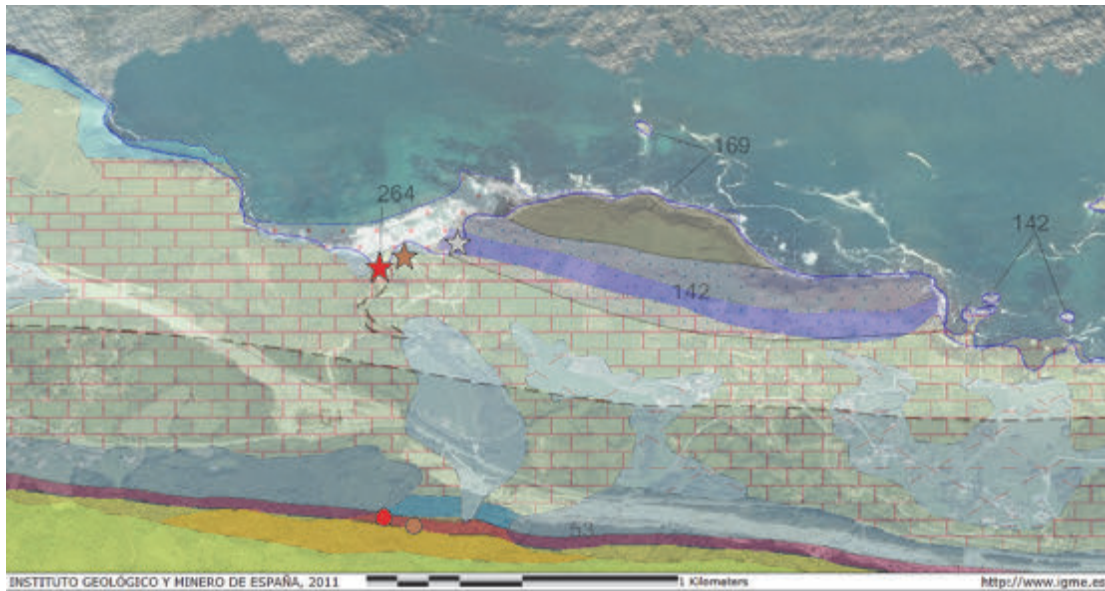 169
264
142
142
53
INSTITUTO GEOLÓGICO Y MINERO DE ESPAÑA, 2011
1 Kilometers
http://www.igme.es